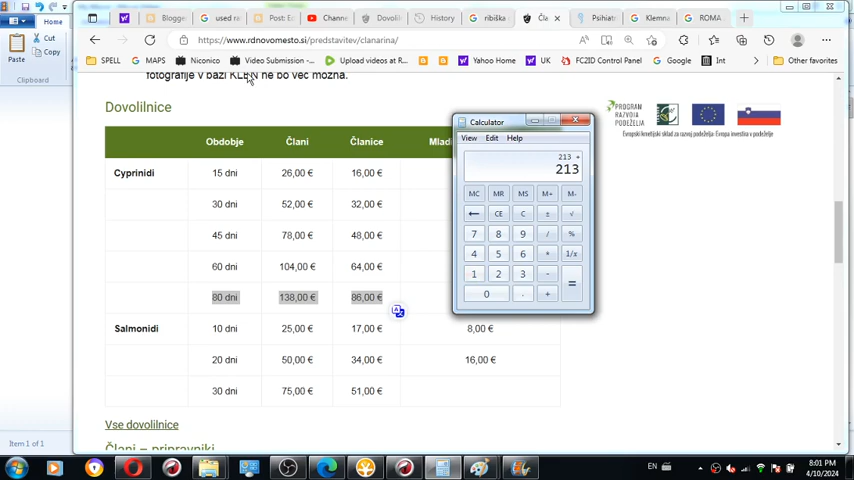 Blogge
used ra
Post: E
Chann
Dovolil
History
ribiška
Čla
Psihiat
Klemna
ROMA
Cut
Copy
Paste
Clipboard
https://www.rdnovomesto.si/predstavitev/clanarina/
SPELL
MAPS
Niconico
Video Submission -...
Upload videos at R...
Yahoo Home
UK
FC2ID Control Panel
Google
Int
Other favorites
fotografije v bazi KLEN ne bo več možna.
Dovolilnice
PROGRAM
RAZVOJA
PODEŽELJA
Evropski kmetijski sklad za razvoj podeželja: Evropa investira v podeželje
Obdobje Člani Članice Mladi
Cyprinidi 15 dni 26,00 € 16,00 €
30 dni 52,00 € 32,00 €
45 dni 78,00 € 48,00 €
60 dni 104,00 € 64,00 €
80 dni 138,00 € 86,00 €
Salmonidi 10 dni 25,00 € 17,00 € 8,00 €
20 dni 50,00 € 34,00 € 16,00 €
30 dni 75,00 € 51,00 €
Vse dovolilnice
Člani – pripravniki
Calculator
View Edit Help
213 +
213
MC MR MS M+ M-
← CE C ± √
7 8 9 / %
4 5 6 * 1/x
1 2 3 - =
0 . +
Item 1 of 1
EN
8:01 PM
4/10/2024